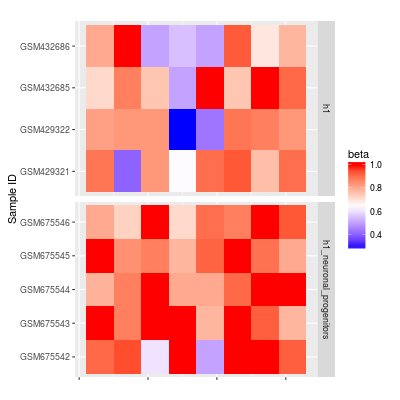 GSM432686
GSM432685
GSM429322
GSM429321
GSM675546
GSM675545
GSM675544
GSM675543
GSM675542
Sample ID
h1
h1_neuronal_progenitors
beta
1.0
0.8
0.6
0.4